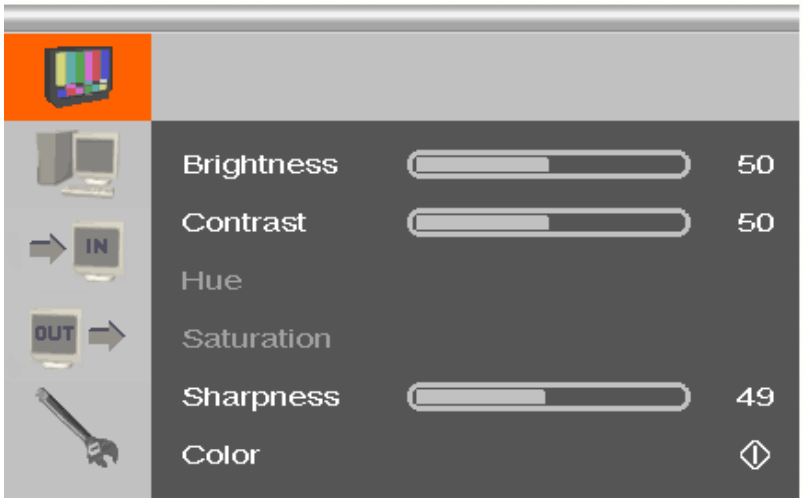 Brightness 50
Contrast 50
IN
Hue
OUT
Saturation
Sharpness 49
Color